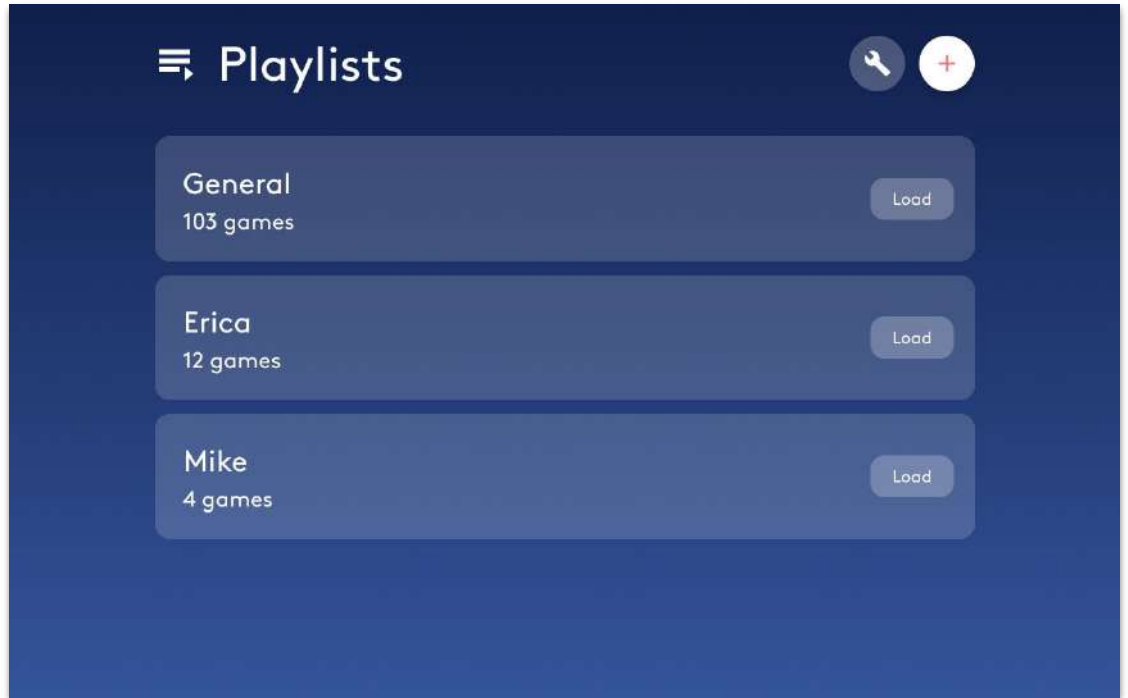 Playlists
General
103 games
Load
Erica
12 games
Load
Mike
4 games
Load